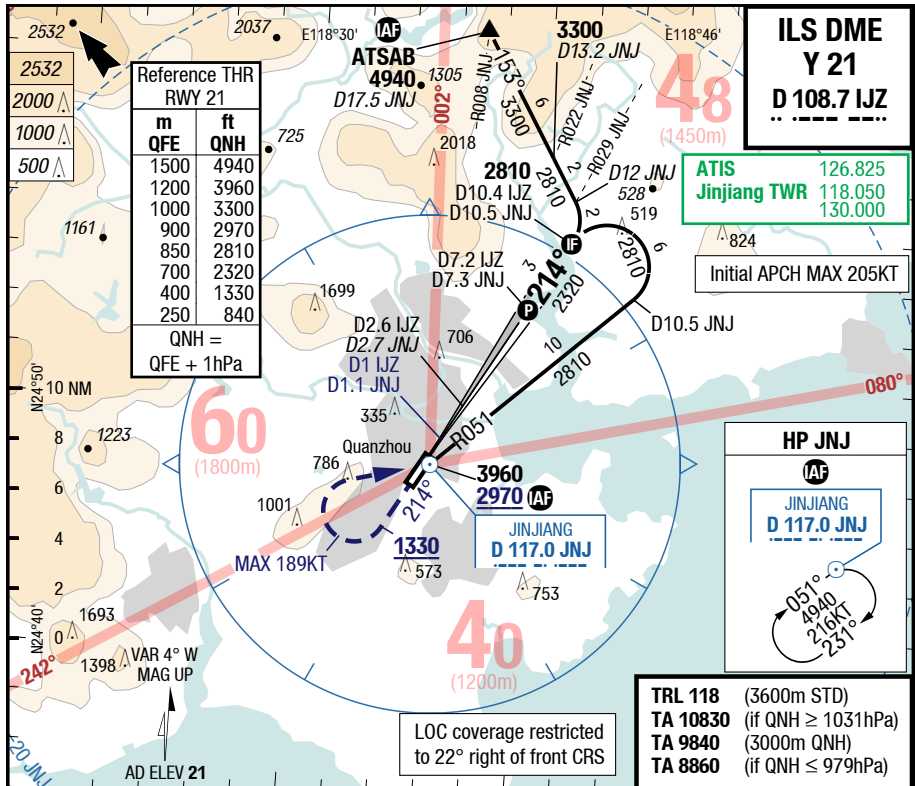 2532
2037
IAF
E118°30'
3300
D13.2 JNJ
E118°46'
ATSAB
4940
D17.5 JNJ
1305
ILS DME
Y 21
D 108.7 IJZ
2532
2000
1000
500
Reference THR
RWY 21
m ft
QFE QNH
1500 4940
1200 3960
1000 3300
900 2970
850 2810
700 2320
400 1330
250 840
QNH =
QFE + 1hPa
725
002°
2018
R008 JNJ
153°
6
3300
R022 JNJ
R029 JNJ
48
(1450m)
2
2810
D12 JNJ
528
519
824
2810
D10.4 IJZ
D10.5 JNJ
2
IF
6
2810
ATIS 126.825
Jinjiang TWR 118.050
130.000
Initial APCH MAX 205KT
1161
D7.2 IJZ
D7.3 JNJ
3
214°
2320
P
1699
D10.5 JNJ
D2.6 IJZ
D2.7 JNJ
706
10
2810
D1 IJZ
D1.1 JNJ
N24°50'
10 NM
8
6
4
2
0
N24°40'
335
080°
60
(1800m)
1223
Quanzhou
R051
786
1001
214°
3960
2970 IAF
JINJIANG
D 117.0 JNJ
MAX 189KT
1330
573
753
HP JNJ
IAF
JINJIANG
D 117.0 JNJ
051°
4940
216KT
231°
40
(1200m)
1693
1398
242°
VAR 4° W
MAG UP
AD ELEV 21
<20 JNJ
LOC coverage restricted
to 22° right of front CRS
TRL 118 (3600m STD)
TA 10830 (if QNH ≥ 1031hPa)
TA 9840 (3000m QNH)
TA 8860 (if QNH ≤ 979hPa)